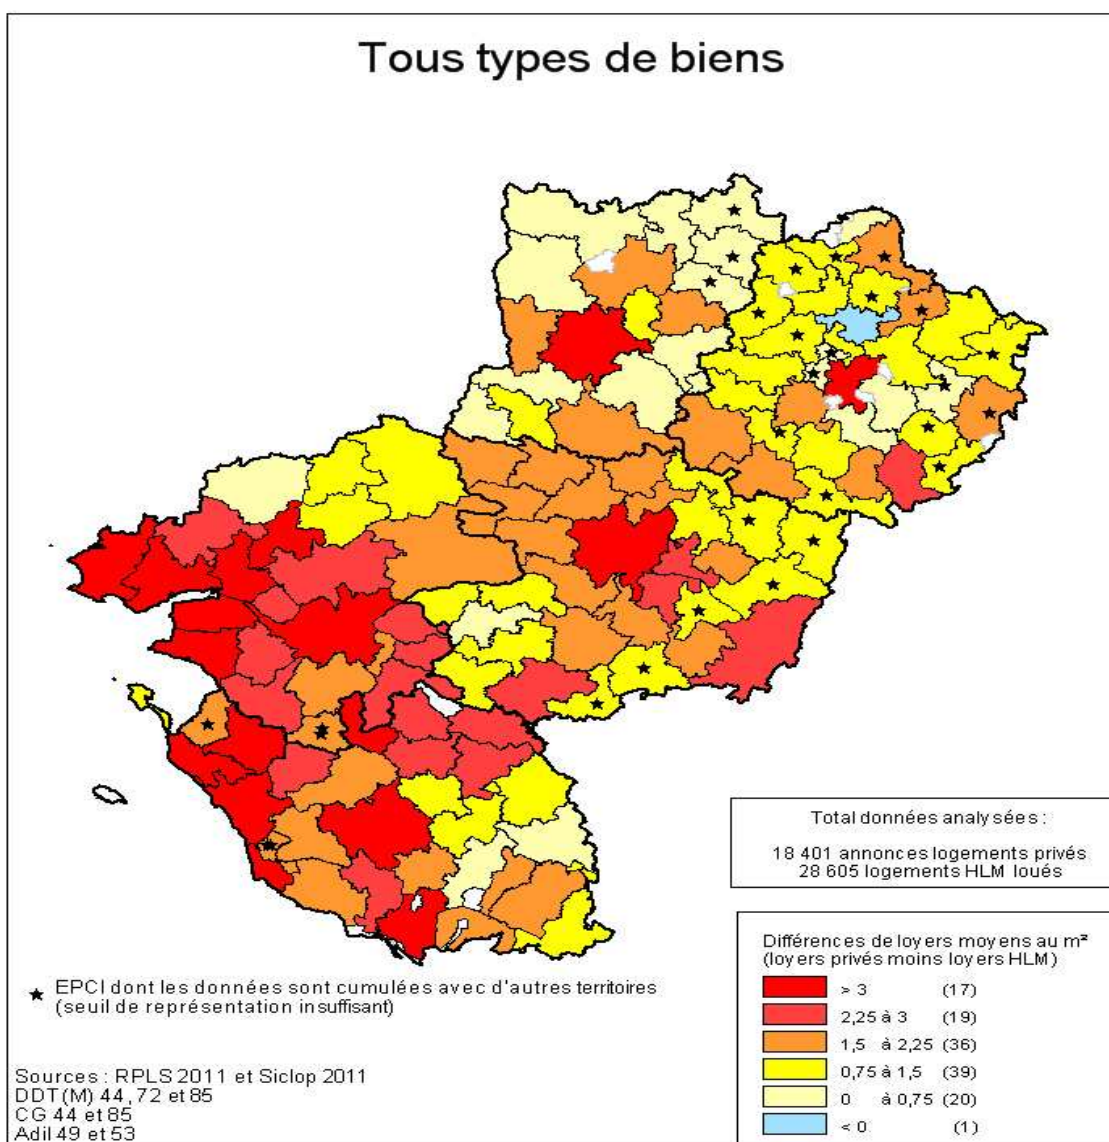 Tous types de biens
Total données analysées :
18 401 annonces logements privés
28 605 logements HLM loués
Différences de loyers moyens au m²
(loyers privés moins loyers HLM)
> 3 (17)
2,25 à 3 (19)
1,5 à 2,25 (36)
0,75 à 1,5 (39)
0 à 0,75 (20)
< 0 (1)
★ EPCI dont les données sont cumulées avec d'autres territoires
(seuil de représentation insuffisant)
Sources : RPLS 2011 et Siclop 2011
DDT(M) 44, 72 et 85
CG 44 et 85
Adil 49 et 53